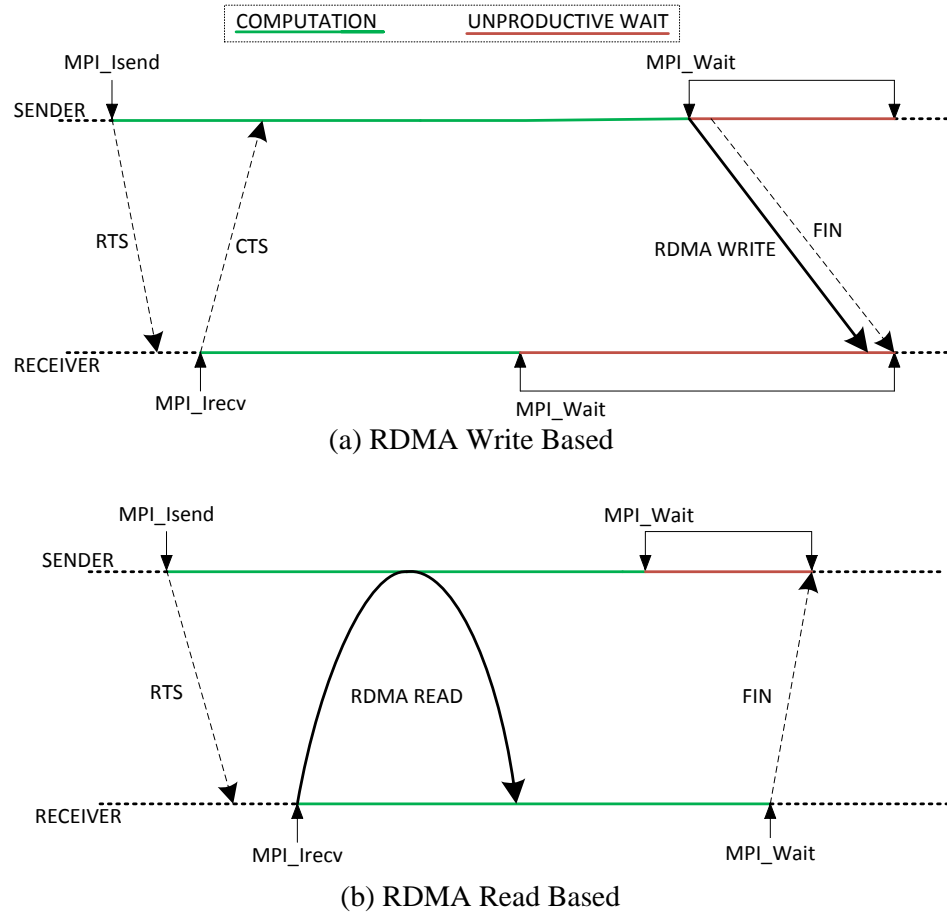 COMPUTATION UNPRODUCTIVE WAIT
MPI_Isend MPI_Wait
SENDER
RTS CTS RDMA WRITE FIN
RECEIVER
MPI_Irecv MPI_Wait
(a) RDMA Write Based
MPI_Isend MPI_Wait
SENDER
RTS RDMA READ FIN
RECEIVER
MPI_Irecv MPI_Wait
(b) RDMA Read Based